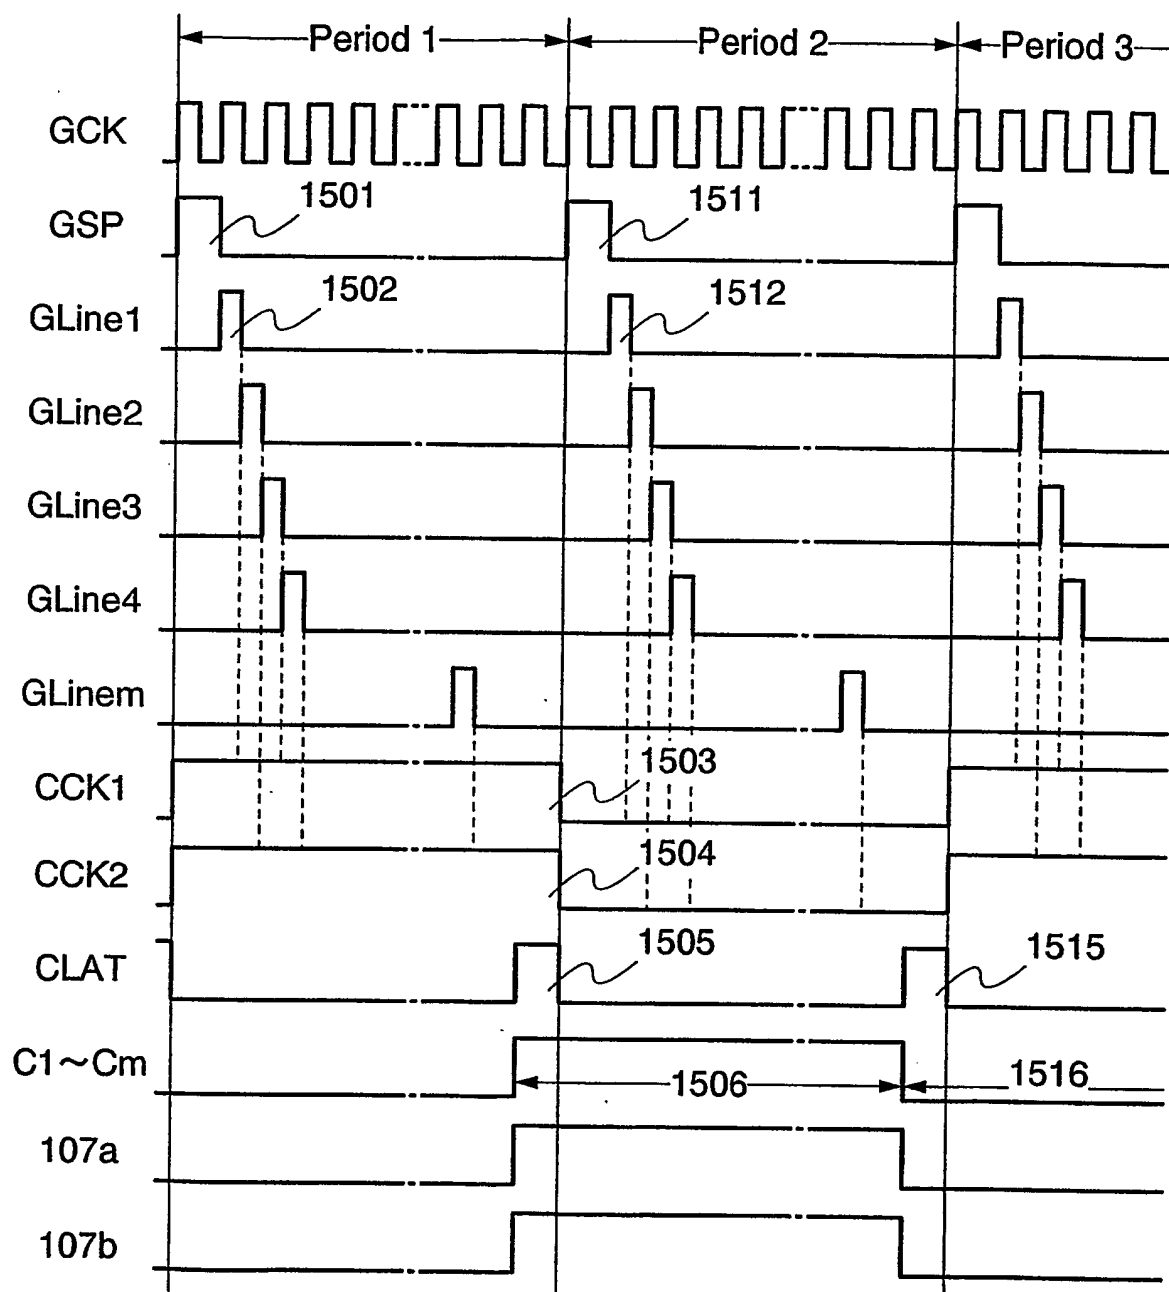 Period 1 Period 2 Period 3
GCK
GSP 1501 1511
GLine1 1502 1512
GLine2
GLine3
GLine4
GLinem
CCK1 1503
CCK2 1504
CLAT 1505 1515
C1~Cm 1506 1516
107a
107b